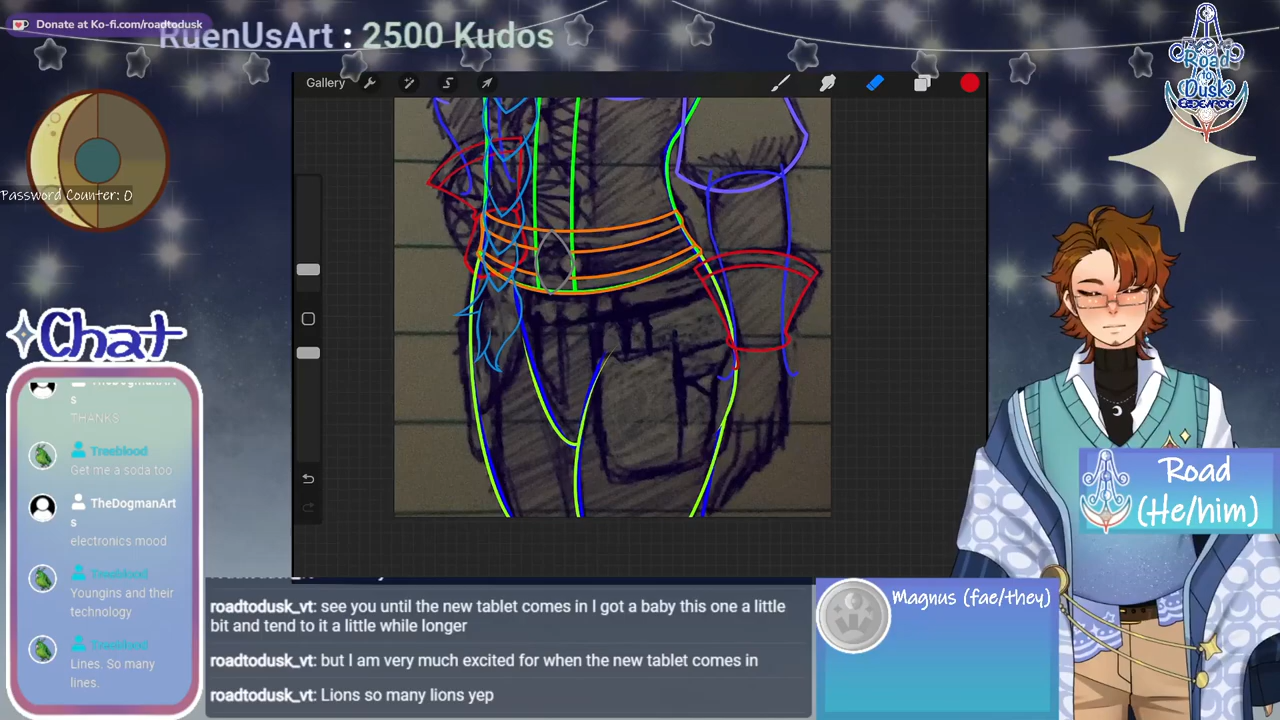 Donate at Ko-fi.com/roadtodusk
RuenUsArt : 2500 Kudos
Gallery
Road
to
Dusk
Password Counter: 0
Chat
s
THANKS
Treeblood
Get me a soda too
TheDogmanArt
s
electronics mood
Treeblood
Youngins and their
technology
Treeblood
Lines. So many
lines.
roadtodusk_vt: see you until the new tablet comes in I got a baby this one a little
bit and tend to it a little while longer
roadtodusk_vt: but I am very much excited for when the new tablet comes in
roadtodusk_vt: Lions so many lions yep
Magnus (fae/they)
Road
(He/him)